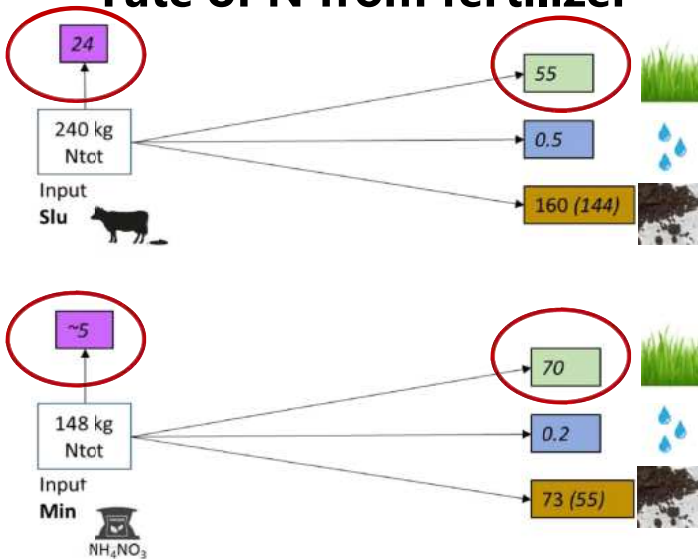 of N from fertilizer
24
55
240 kg
Ntot
0.5
Input
Slu
160 (144)
~5
70
148 kg
Ntot
0.2
Input
Min
73 (55)
NH₄NO₃